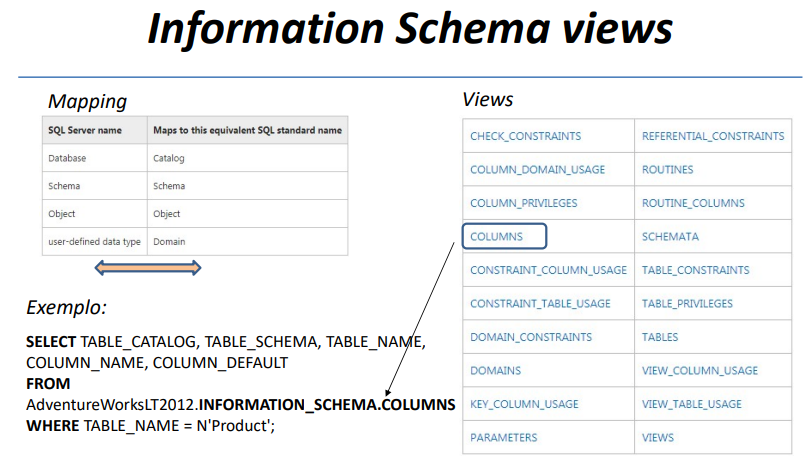 Information Schema views
Mapping
SQL Server name Maps to this equivalent SQL standard name
Database Catalog
Schema Schema
Object Object
user-defined data type Domain
Exemplo:
SELECT TABLE_CATALOG, TABLE_SCHEMA, TABLE_NAME,
COLUMN_NAME, COLUMN_DEFAULT
FROM
AdventureWorksLT2012.INFORMATION_SCHEMA.COLUMNS
WHERE TABLE_NAME = N'Product';
Views
CHECK_CONSTRAINTS REFERENTIAL_CONSTRAINTS
COLUMN_DOMAIN_USAGE ROUTINES
COLUMN_PRIVILEGES ROUTINE_COLUMNS
COLUMNS SCHEMATA
CONSTRAINT_COLUMN_USAGE TABLE_CONSTRAINTS
CONSTRAINT_TABLE_USAGE TABLE_PRIVILEGES
DOMAIN_CONSTRAINTS TABLES
DOMAINS VIEW_COLUMN_USAGE
KEY_COLUMN_USAGE VIEW_TABLE_USAGE
PARAMETERS VIEWS